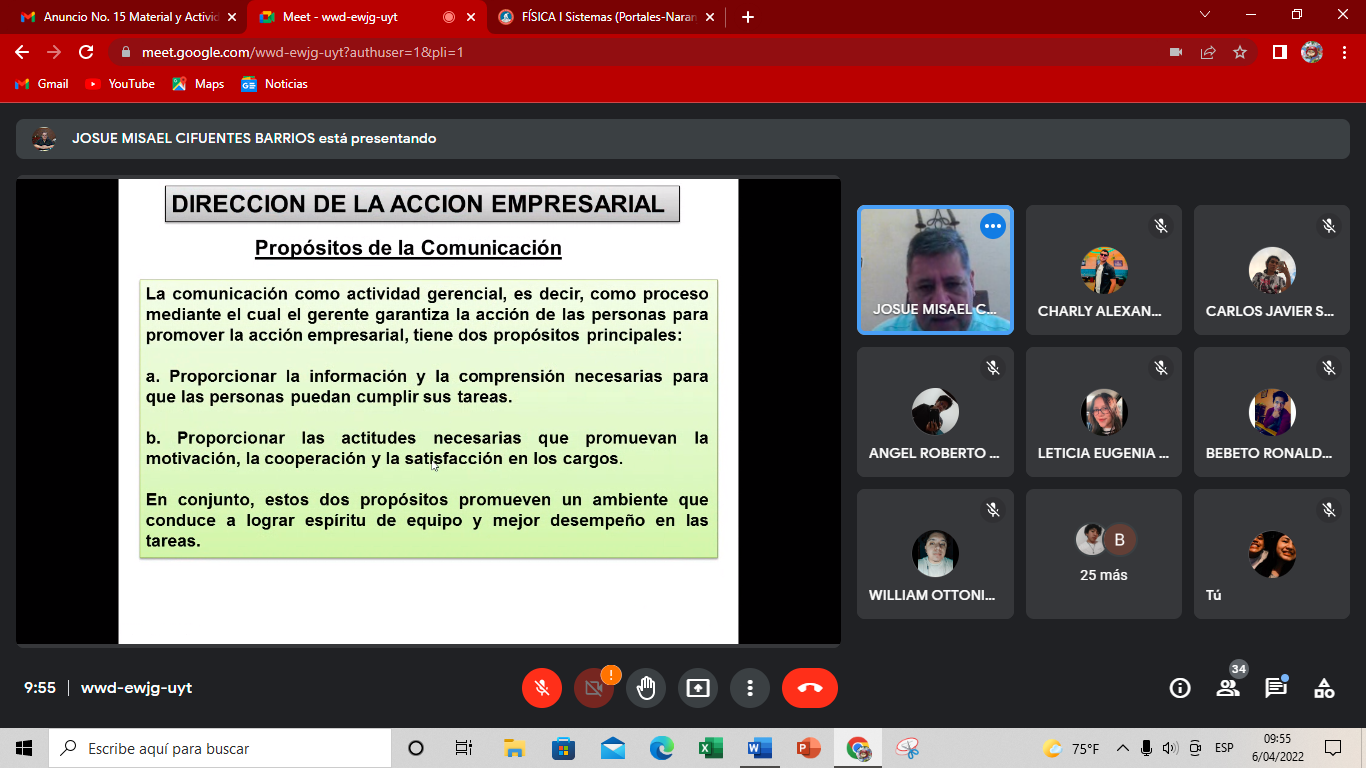 Anuncio No. 15 Material y Activid
Meet - wwd-ewjg-uyt
FÍSICA I Sistemas (Portales-Naran
meet.google.com/wwd-ewjg-uyt?authuser=1&pli=1
Gmail
YouTube
Maps
GE
Noticias
JOSUE MISAEL CIFUENTES BARRIOS está presentando
DIRECCION DE LA ACCION EMPRESARIAL
Propósitos de la Comunicación
La comunicación como actividad gerencial, es decir, como proceso
mediante el cual el gerente garantiza la acción de las personas para
promover la acción empresarial, tiene dos propósitos principales:
a. Proporcionar la información y la comprensión necesarias para
que las personas puedan cumplir sus tareas.
b. Proporcionar las actitudes necesarias que promuevan la
motivación, la cooperación y la satisfacción en los cargos.
En conjunto, estos dos propósitos promueven un ambiente que
conduce a lograr espíritu de equipo y mejor desempeño en las
tareas.
JOSUE MISAEL C...
CHARLY ALEXAN...
CARLOS JAVIER S...
ANGEL ROBERTO ...
LETICIA EUGENIA ...
BEBETO RONALD...
WILLIAM OTTONI...
B
25 más
Tú
9:55 | wwd-ewjg-uyt
!
34
Escribe aquí para buscar
75°F
ESP
09:55
6/04/2022